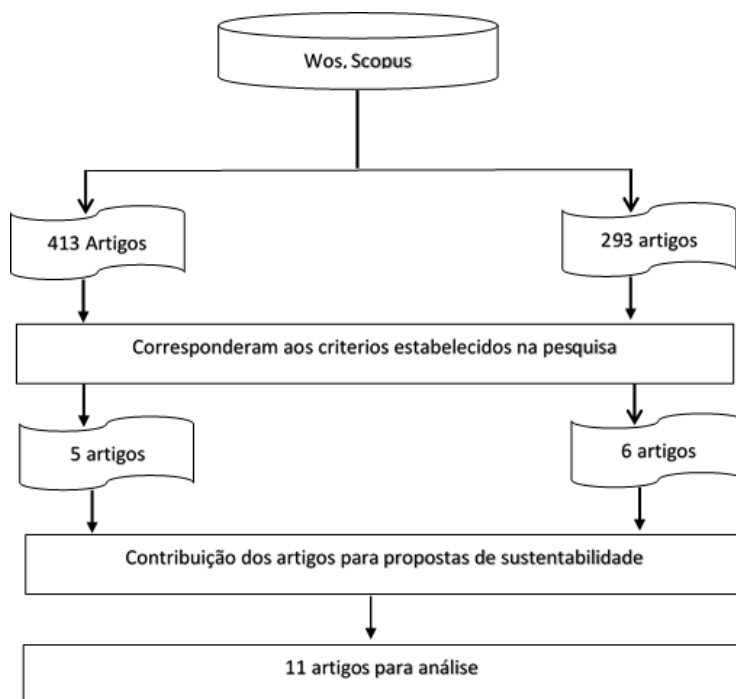 Wos, Scopus
413 Artigos
293 artigos
Corresponderam aos criterios estabelecidos na pesquisa
5 artigos
6 artigos
Contribuição dos artigos para propostas de sustentabilidade
11 artigos para análise